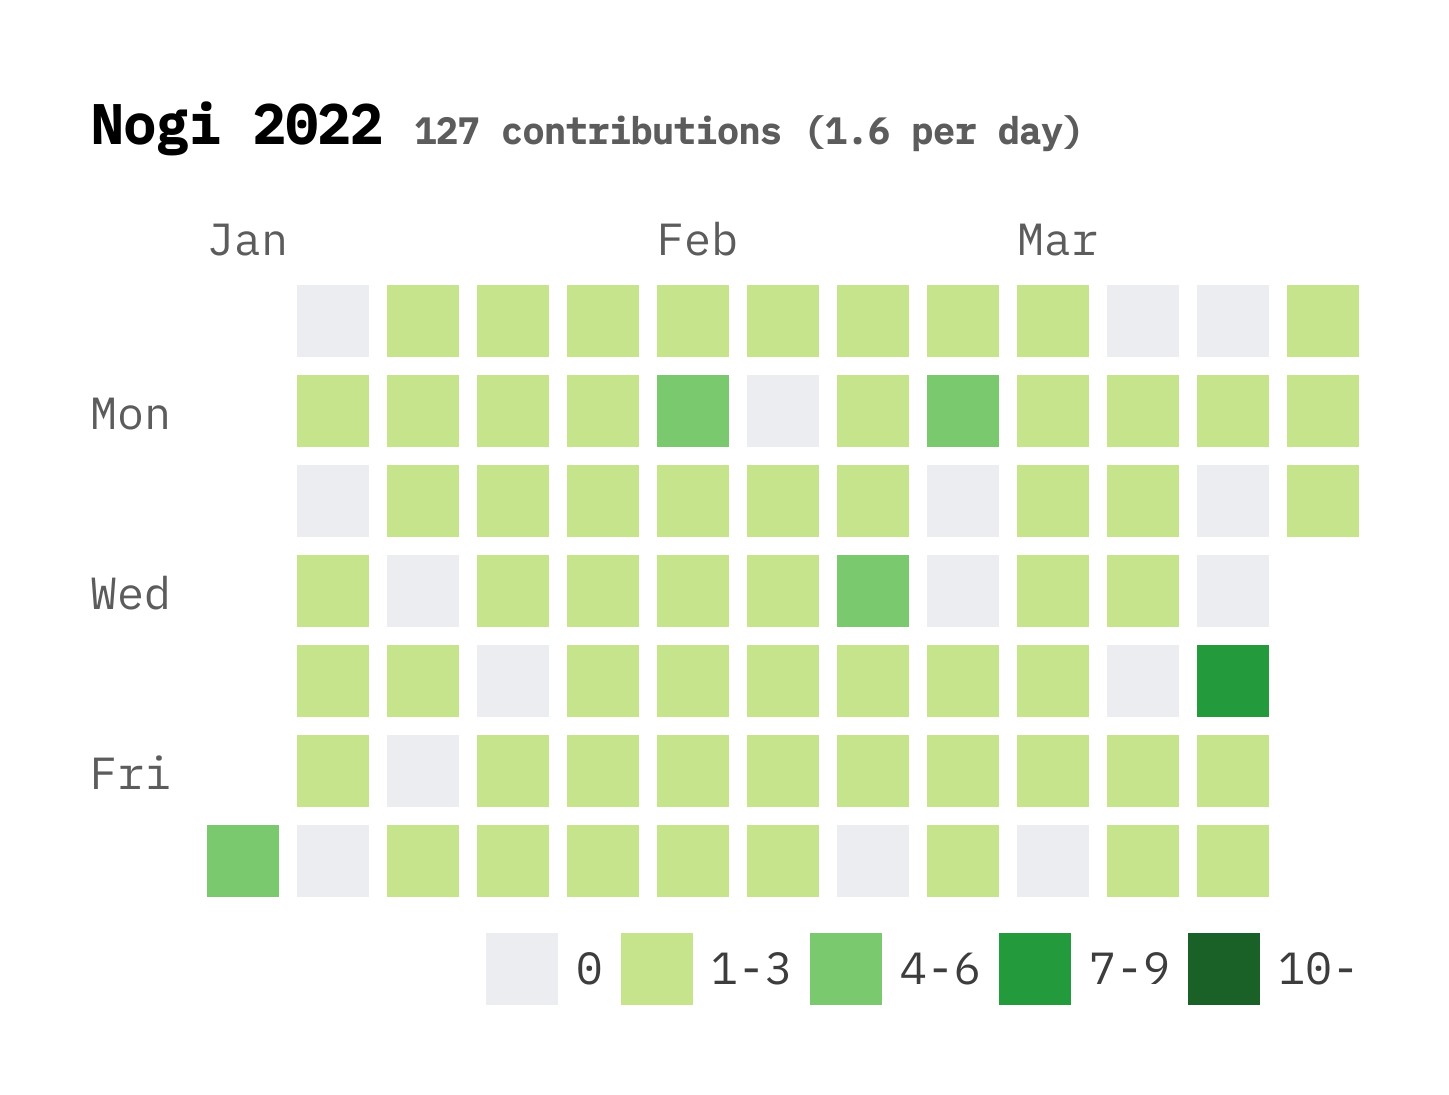 Nogi 2022 127 contributions (1.6 per day)
Jan Feb Mar
Mon
Wed
Fri
0 1-3 4-6 7-9 10-